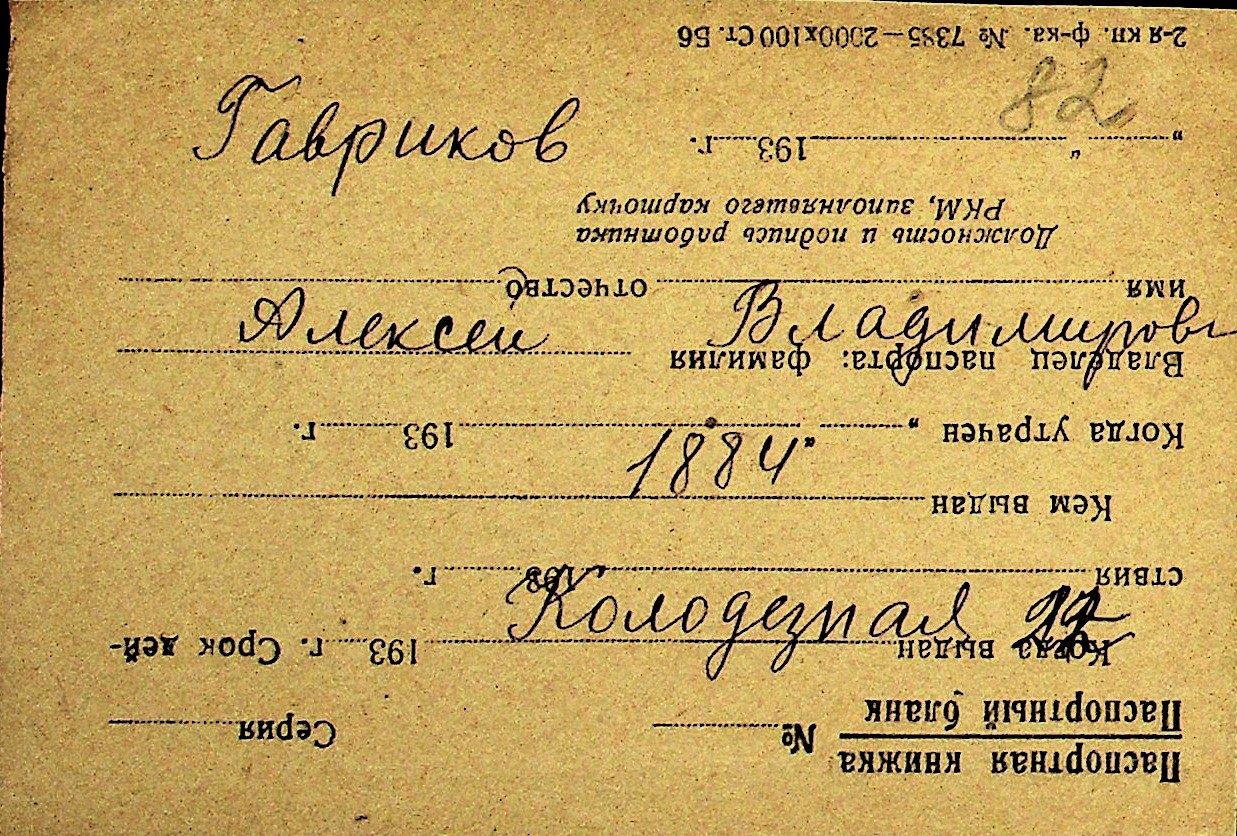 82
Гавриков
Алексей Владимирови
1884
Колодезная
Паспортная книжка
Паспортный бланк № Серия
Когда выдан 193 г. Срок дей-
ствия 193 г.
Кем выдан
Когда утрачен „ " 193 г.
Владелец паспорта: фамилия
имя отчество
Должность и подпись работника
РКМ, заполнявшего карточку
„ " 193 г.
2-я кн. ф-ка. № 7385—2000х100 Ст. Б6